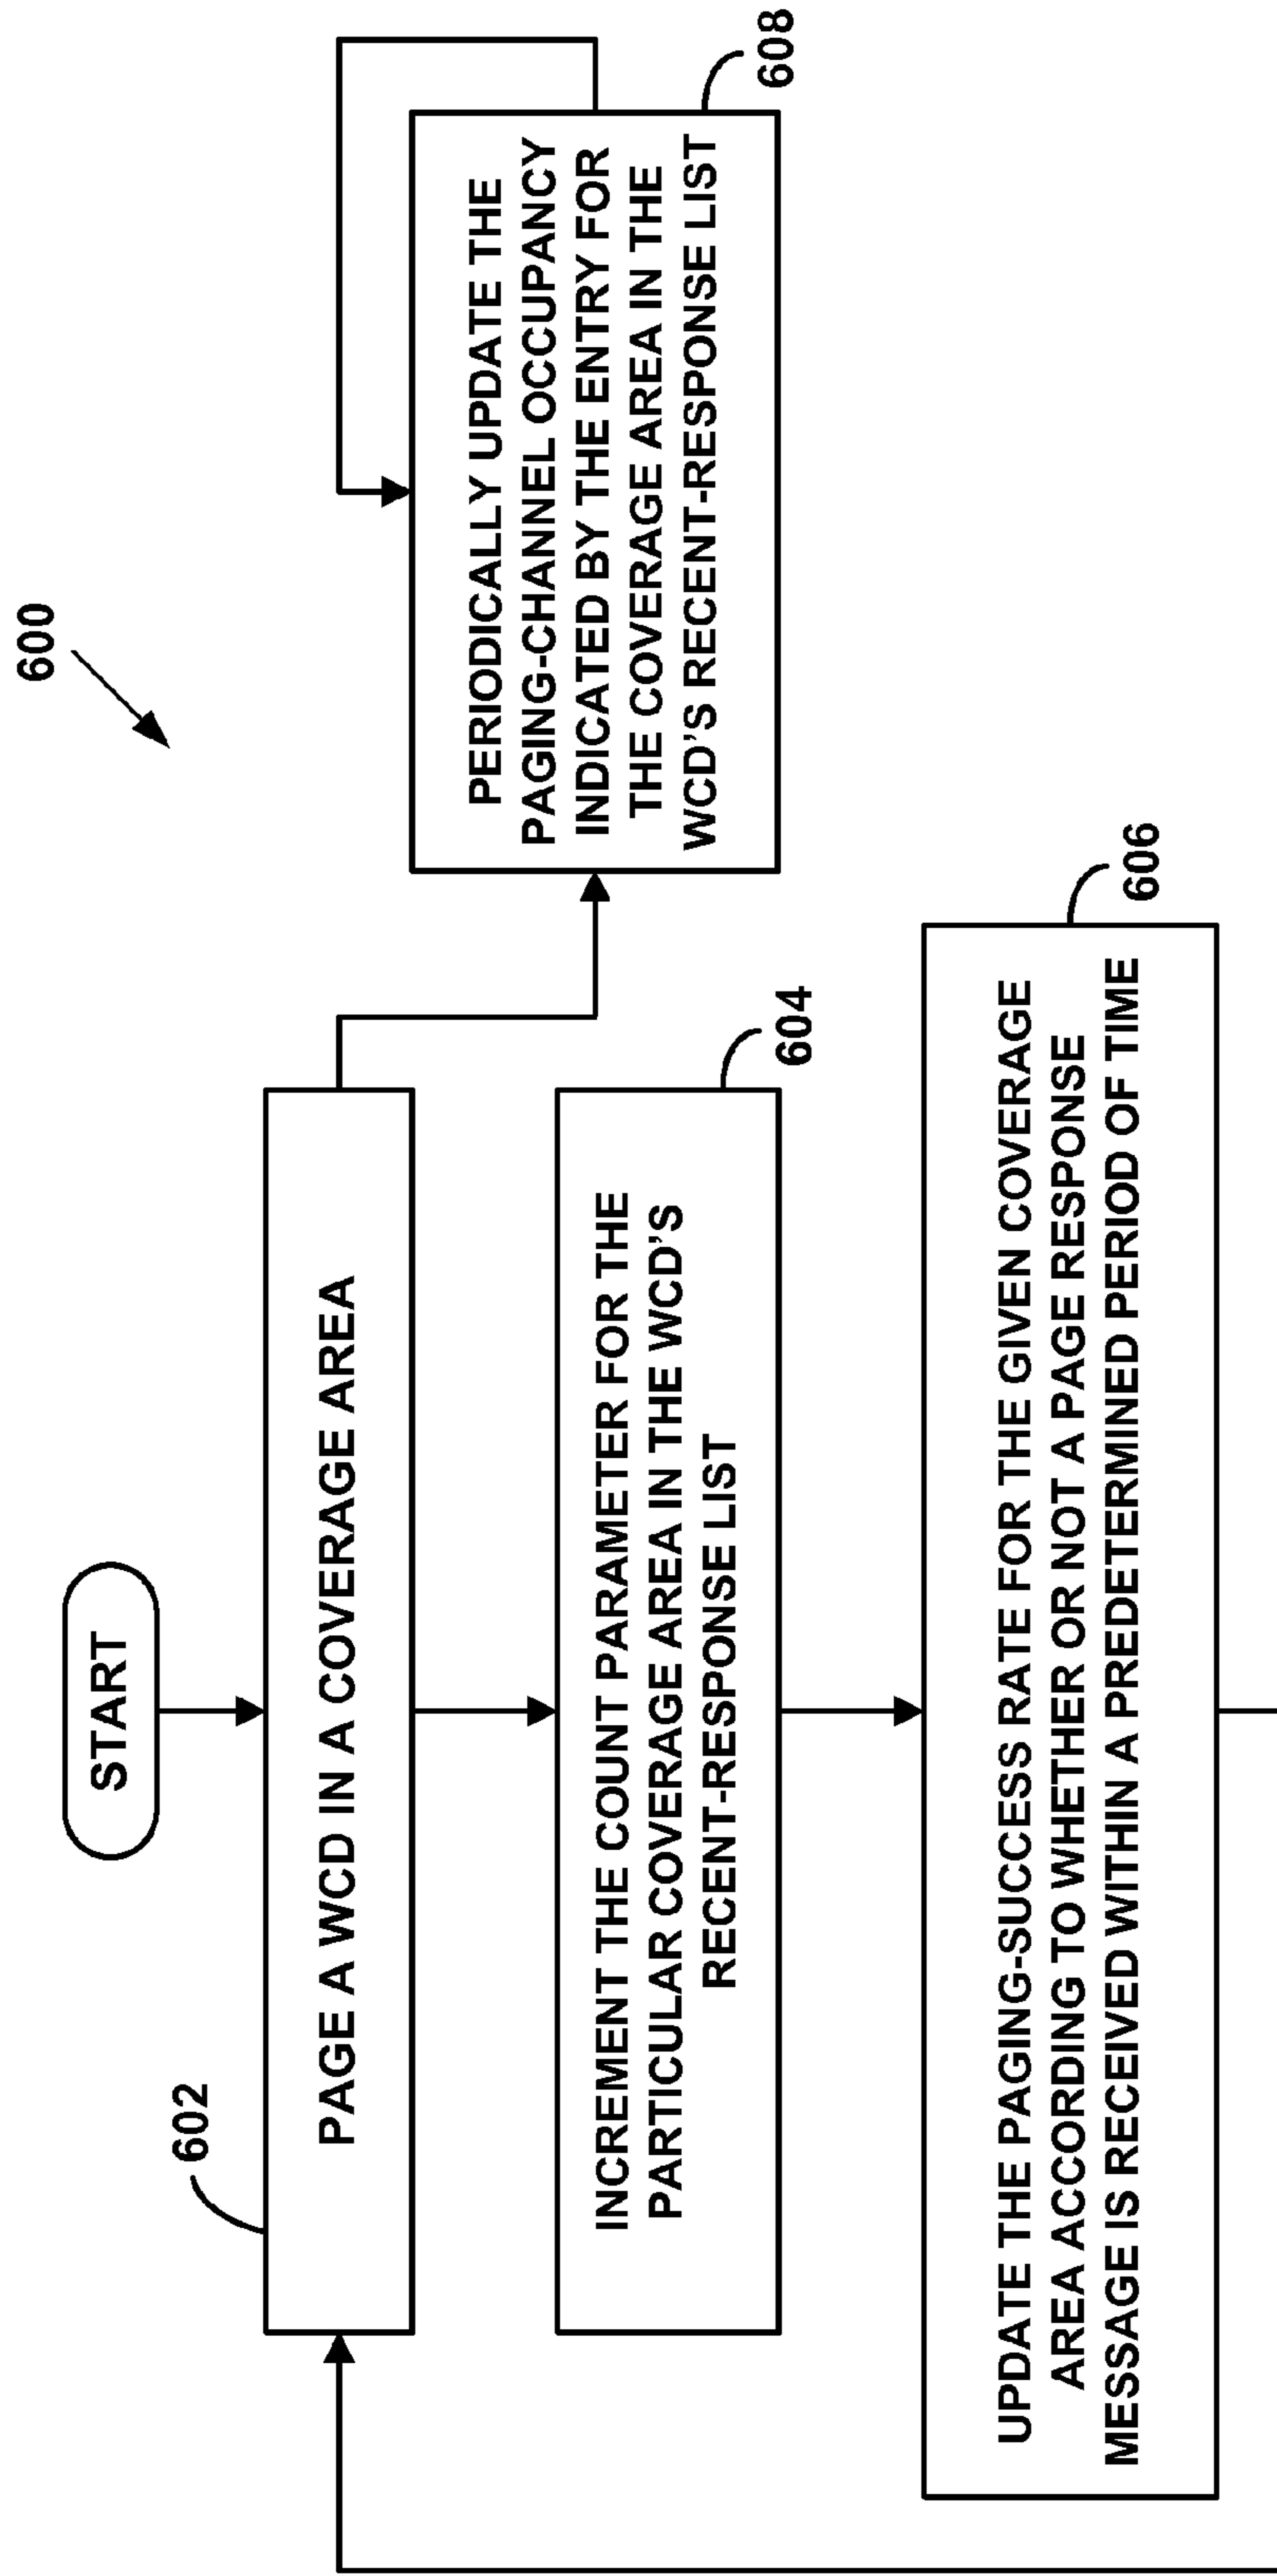 600
START
602
PAGE A WCD IN A COVERAGE AREA
INCREMENT THE COUNT PARAMETER FOR THE
PARTICULAR COVERAGE AREA IN THE WCD'S
RECENT-RESPONSE LIST
604
UPDATE THE PAGING-SUCCESS RATE FOR THE GIVEN COVERAGE
AREA ACCORDING TO WHETHER OR NOT A PAGE RESPONSE
MESSAGE IS RECEIVED WITHIN A PREDETERMINED PERIOD OF TIME
606
PERIODICALLY UPDATE THE
PAGING-CHANNEL OCCUPANCY
INDICATED BY THE ENTRY FOR
THE COVERAGE AREA IN THE
WCD'S RECENT-RESPONSE LIST
608